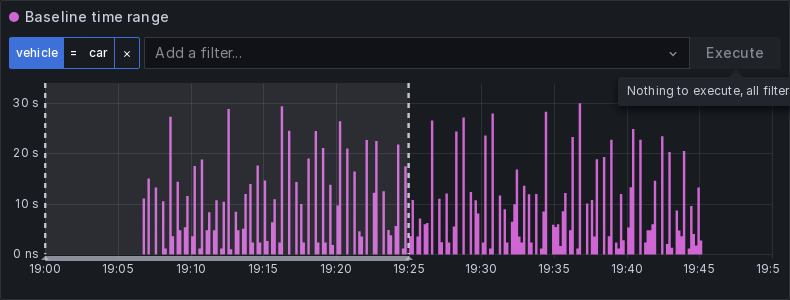 Baseline time range
vehicle = car × Add a filter... Execute
Nothing to execute, all filter
30 s
20 s
10 s
0 ns
19:00 19:05 19:10 19:15 19:20 19:25 19:30 19:35 19:40 19:45 19:5